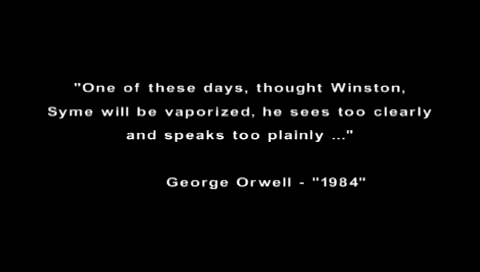 "One of these days, thought Winston,
Syme will be vaporized, he sees too clearly
and speaks too plainly ..."
George Orwell - "1984"